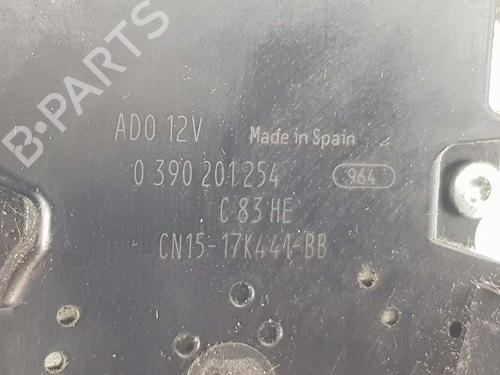 B-PARTS
ADO 12V Made in Spain
0 390 201 254 964
C 83 HE
CN15-17K441-BB